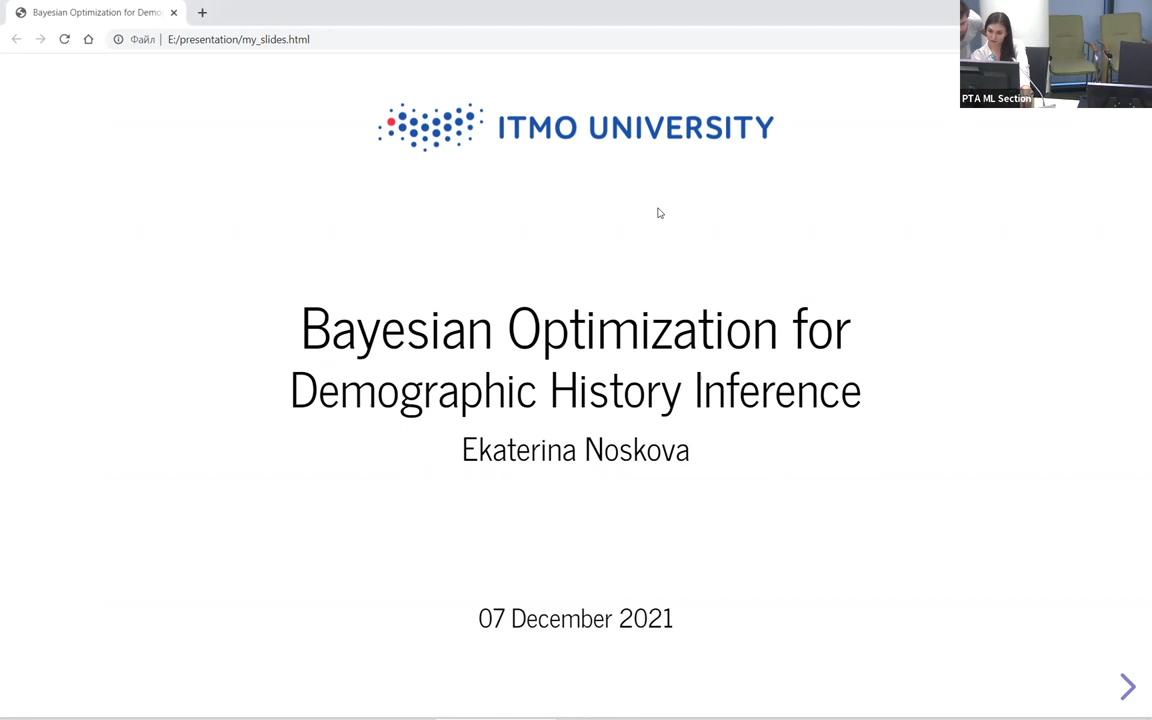 Bayesian Optimization for Demo
Файл
E:/presentation/my_slides.html
PTA ML Section
ITMO UNIVERSITY
Bayesian Optimization for
Demographic History Inference
Ekaterina Noskova
07 December 2021